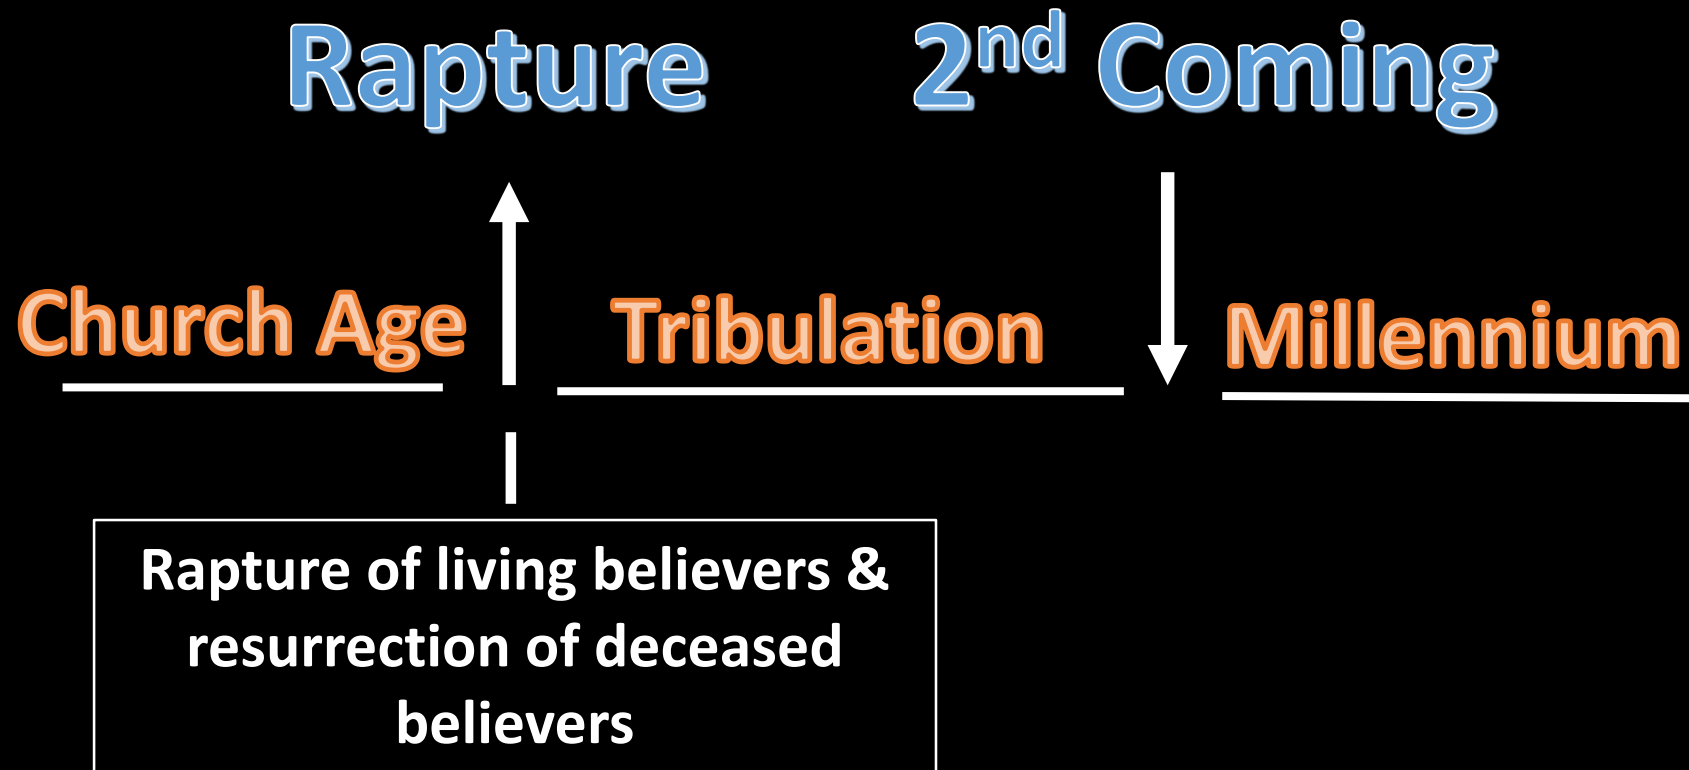 Rapture 2nd Coming
Church Age Tribulation Millennium
Rapture of living believers &
resurrection of deceased
believers